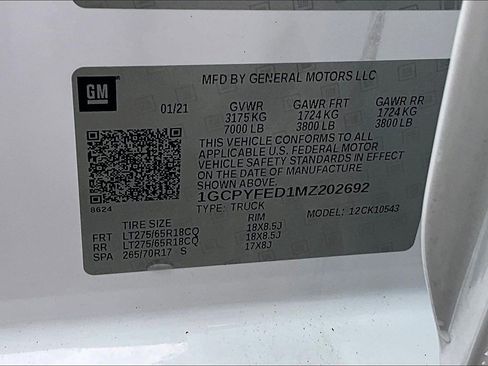 MFD BY GENERAL MOTORS LLC
GM
01/21 GVWR GAWR FRT GAWR RR
3175 KG 1724 KG 1724 KG
7000 LB 3800 LB 3800 LB
THIS VEHICLE CONFORMS TO ALL
APPLICABLE U.S. FEDERAL MOTOR
VEHICLE SAFETY STANDARDS IN EFFECT
ON THE DATE OF MANUFACTURE
SHOWN ABOVE.
1GCPYFED1MZ202692
TYPE: TRUCK MODEL: 12CK10543
8624
TIRE SIZE RIM
FRT LT275/65R18CQ 18X8.5J
RR LT275/65R18CQ 18X8.5J
SPA 265/70R17 S 17X8J